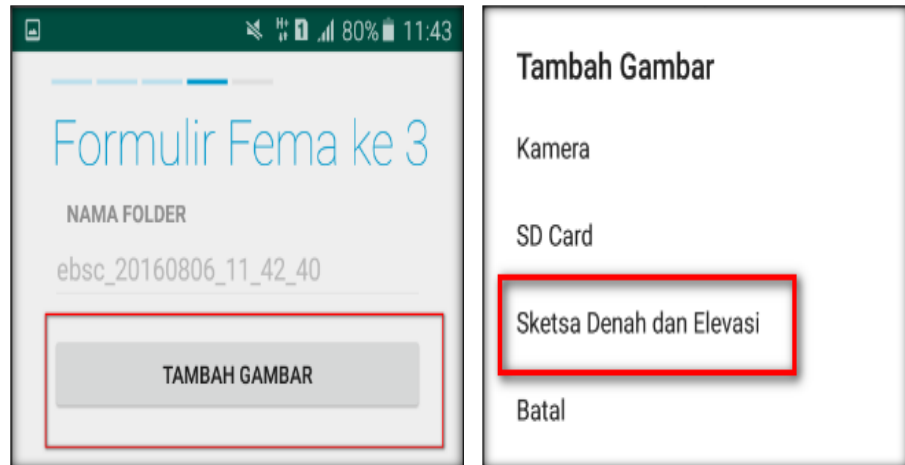 80% 11:43
Formulir Fema ke 3
NAMA FOLDER
ebsc_20160806_11_42_40
TAMBAH GAMBAR
Tambah Gambar
Kamera
SD Card
Sketsa Denah dan Elevasi
Batal